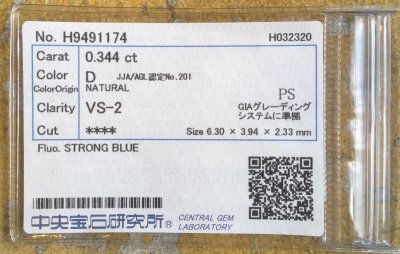 No. H9491174 H032320
Carat 0.344 ct
Color D JJA/AGL認定No.201
ColorOrigin NATURAL
PS
Clarity VS-2 GIAグレーディング
システムに準拠
Cut **** Size 6.30 × 3.94 × 2.33 mm
Fluo. STRONG BLUE
中央宝石研究所® CENTRAL GEM
LABORATORY